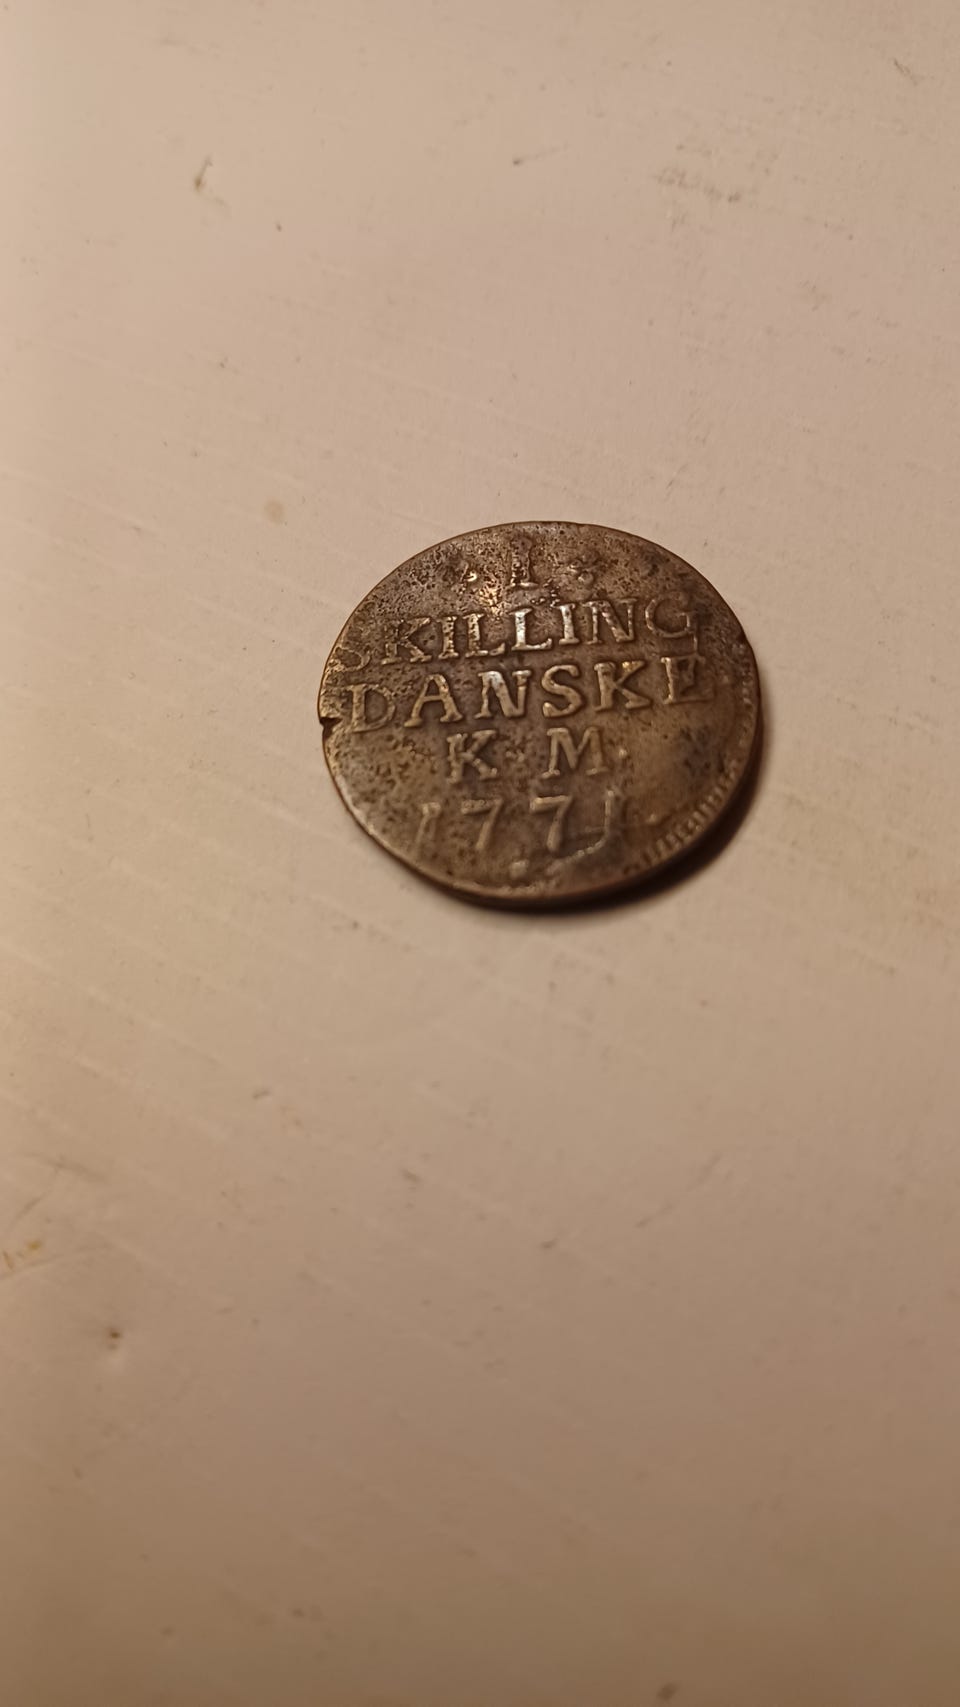 · 1 ·
SKILLING
DANSKE
K · M ·
1771 ·